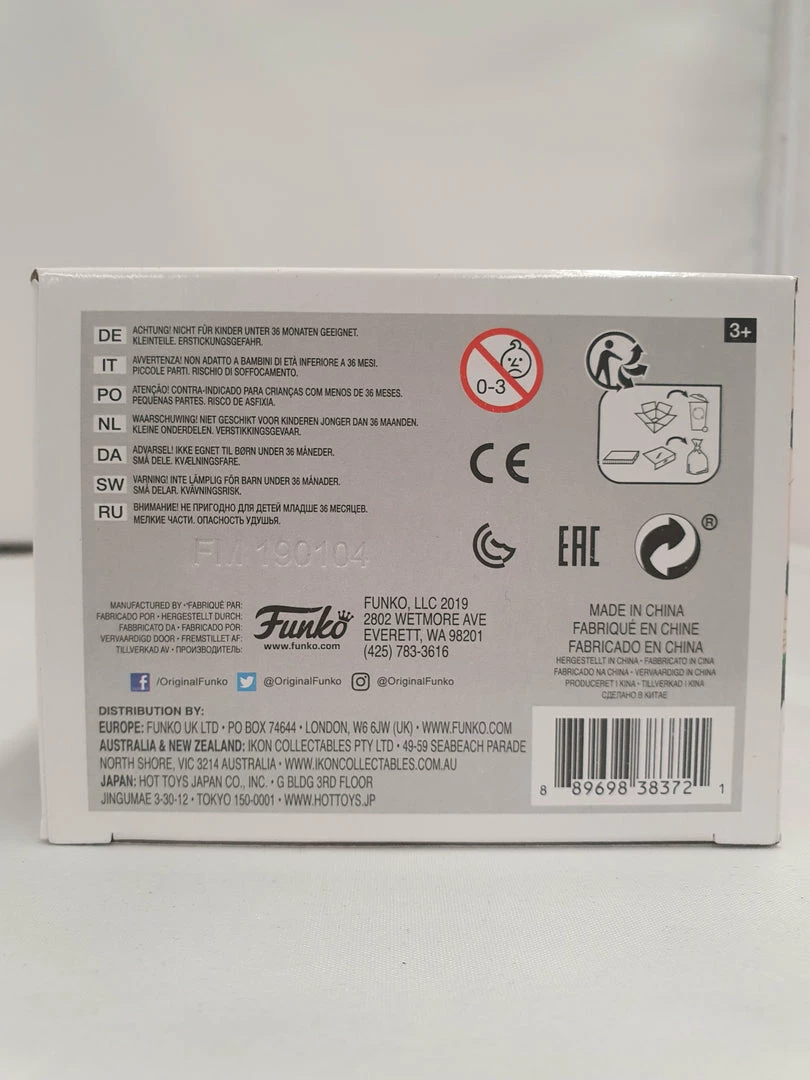 3+
DE ACHTUNG! NICHT FÜR KINDER UNTER 36 MONATEN GEEIGNET.
KLEINTEILE. ERSTICKUNGSGEFAHR.
IT AVVERTENZA! NON ADATTO A BAMBINI DI ETÀ INFERIORE A 36 MESI.
PICCOLE PARTI. RISCHIO DI SOFFOCAMENTO.
PO ATENÇÃO! CONTRA-INDICADO PARA CRIANÇAS COM MENOS DE 36 MESES.
PEQUENAS PARTES. RISCO DE ASFIXIA.
NL WAARSCHUWING! NIET GESCHIKT VOOR KINDEREN JONGER DAN 36 MAANDEN.
KLEINE ONDERDELEN. VERSTIKKINGSGEVAAR.
DA ADVARSEL! IKKE EGNET TIL BØRN UNDER 36 MÅNEDER.
SMÅ DELE. KVÆLNINGSFARE.
SW VARNING! INTE LÄMPLIG FÖR BARN UNDER 36 MÅNADER.
SMÅ DELAR. KVÄVNINGSRISK.
RU ВНИМАНИЕ! НЕ ПРИГОДНО ДЛЯ ДЕТЕЙ МЛАДШЕ 36 МЕСЯЦЕВ.
МЕЛКИЕ ЧАСТИ. ОПАСНОСТЬ УДУШЬЯ.
0-3
CE
EAC
®
FM 190104
MANUFACTURED BY • FABRIQUÉ PAR:
FABRICADO POR • HERGESTELLT DURCH:
FABBRICATO DA • FABRICADO POR:
VERVAARDIGD DOOR • FREMSTILLET AF:
TILLVERKAD AV • ПРОИЗВОДИТЕЛЬ:
Funko
www.funko.com
FUNKO, LLC 2019
2802 WETMORE AVE
EVERETT, WA 98201
(425) 783-3616
MADE IN CHINA
FABRIQUÉ EN CHINE
FABRICADO EN CHINA
HERGESTELLT IN CHINA • FABBRICATO IN CINA
FABRICADO NA CHINA • VERVAARDIGD IN CHINA
PRODUCERET I KINA • TILLVERKAD I KINA
СДЕЛАНО В КИТАЕ
/OriginalFunko @OriginalFunko @OriginalFunko
DISTRIBUTION BY:
EUROPE: FUNKO UK LTD • PO BOX 74644 • LONDON, W6 6JW (UK) • WWW.FUNKO.COM
AUSTRALIA & NEW ZEALAND: IKON COLLECTABLES PTY LTD • 49-59 SEABEACH PARADE
NORTH SHORE, VIC 3214 AUSTRALIA • WWW.IKONCOLLECTABLES.COM.AU
JAPAN: HOT TOYS JAPAN CO., INC. • G BLDG 3RD FLOOR
JINGUMAE 3-30-12 • TOKYO 150-0001 • WWW.HOTTOYS.JP
8 89698 38372 1